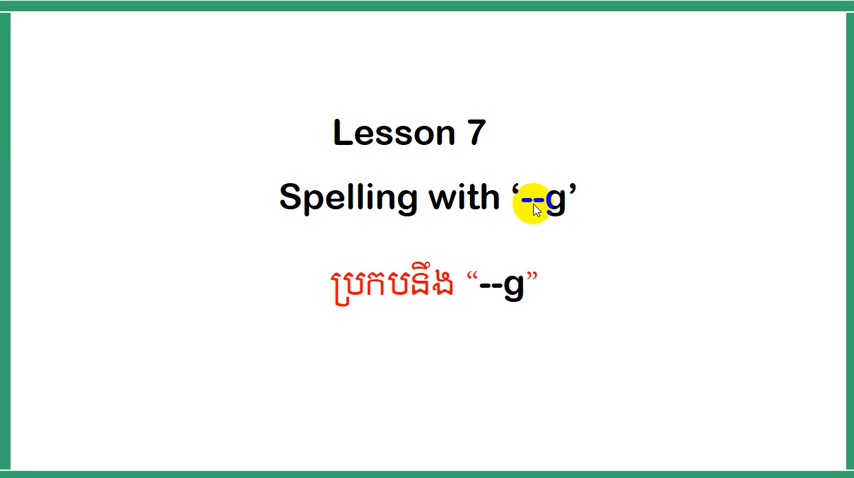 Lesson 7
Spelling with ‘--g’
ប្រកបនឹង “--g”